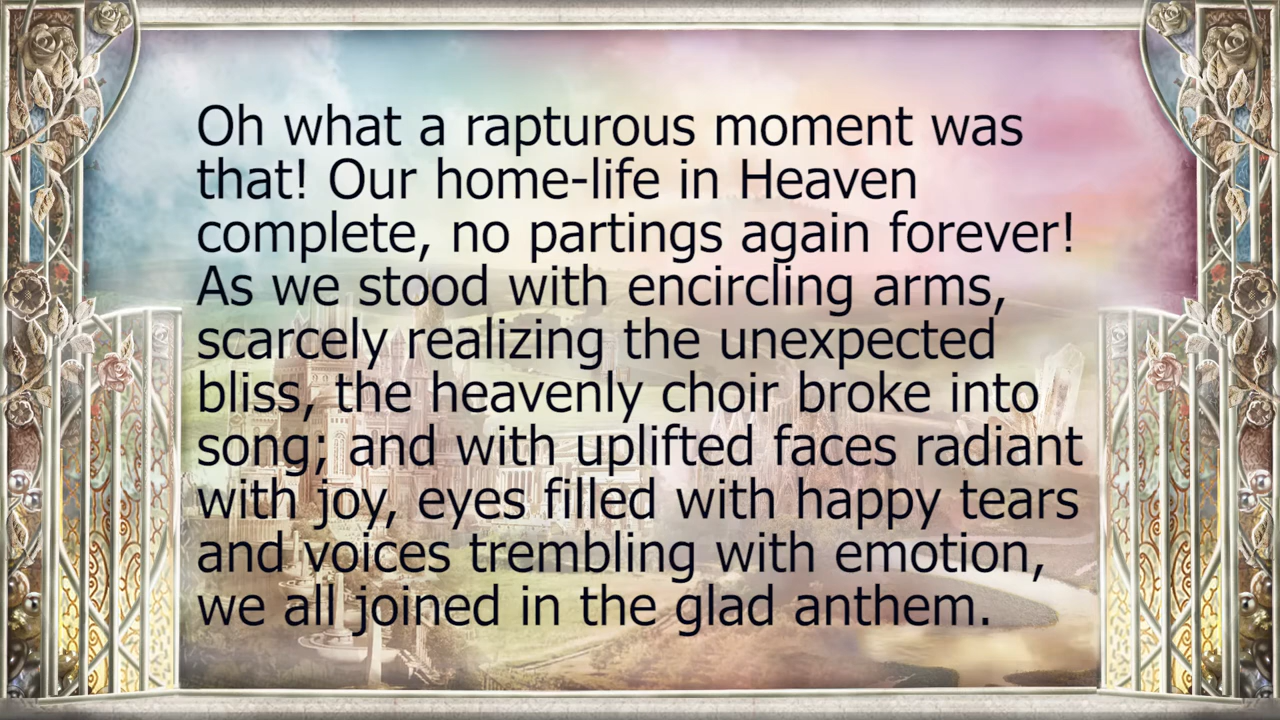 Oh what a rapturous moment was
that! Our home-life in Heaven
complete, no partings again forever!
As we stood with encircling arms,
scarcely realizing the unexpected
bliss, the heavenly choir broke into
song; and with uplifted faces radiant
with joy, eyes filled with happy tears
and voices trembling with emotion,
we all joined in the glad anthem.